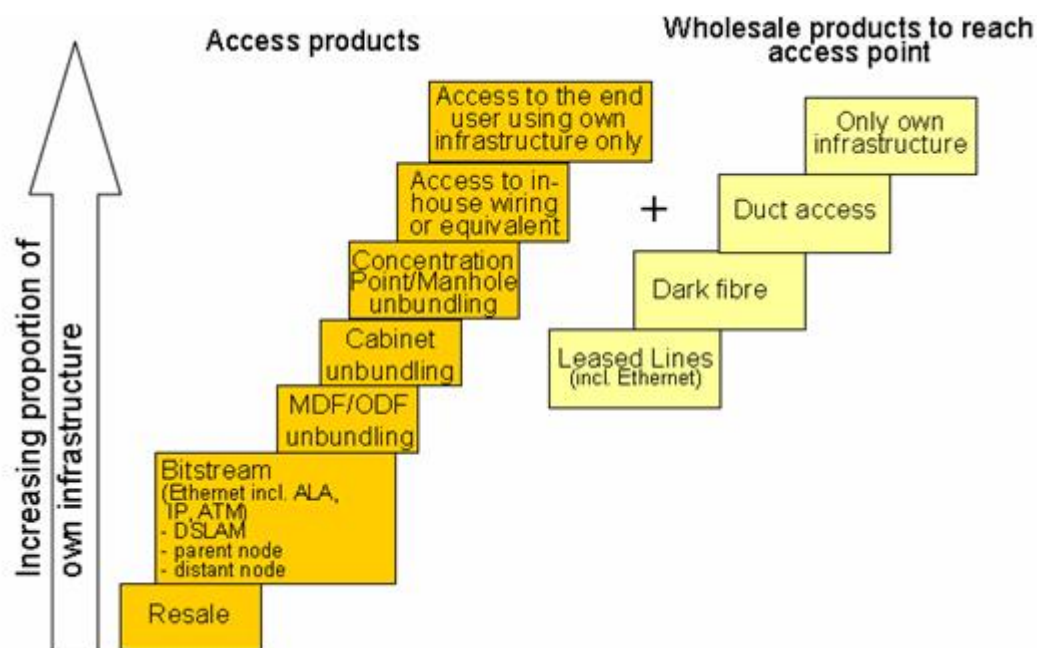 Access products
Wholesale products to reach
access point
Increasing proportion of
own infrastructure
Access to the end
user using own
infrastructure only
Access to in-
house wiring
or equivalent
Concentration
Point/Manhole
unbundling
Cabinet
unbundling
MDF/ODF
unbundling
Bitstream
(Ethernet incl. ALA,
IP, ATM)
- DSLAM
- parent node
- distant node
Resale
+
Only own
infrastructure
Duct access
Dark fibre
Leased Lines
(incl. Ethernet)